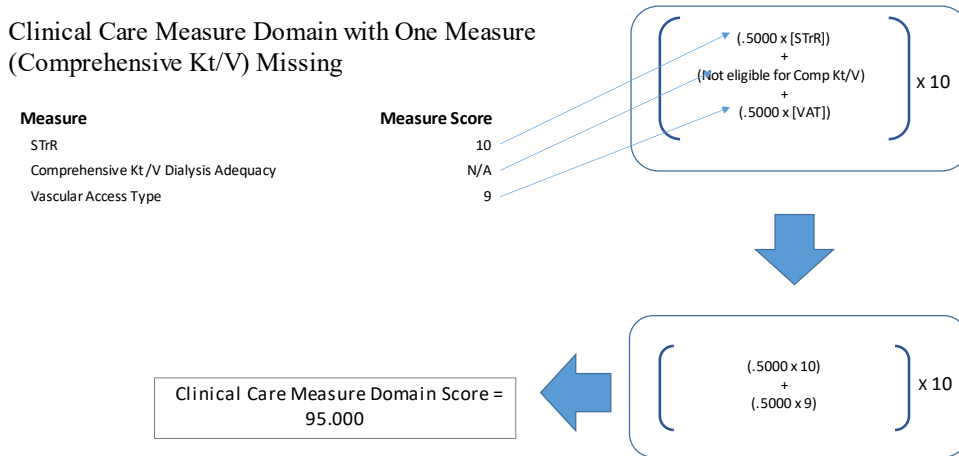 Clinical Care Measure Domain with One Measure
(Comprehensive Kt/V) Missing
Measure Measure Score
STrR 10
Comprehensive Kt/V Dialysis Adequacy N/A
Vascular Access Type 9
(.5000 x [STrR])
+
(Not eligible for Comp Kt/V)
+
(.5000 x [VAT])
x 10
(.5000 x 10)
+
(.5000 x 9)
x 10
Clinical Care Measure Domain Score =
95.000